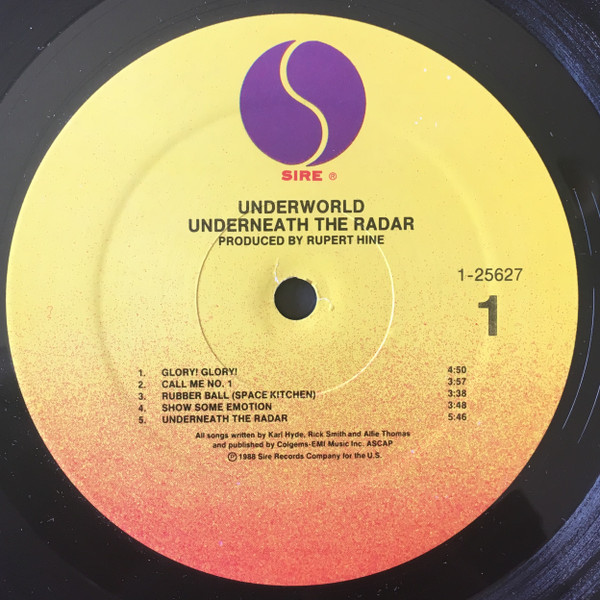 SIRE ®
UNDERWORLD
UNDERNEATH THE RADAR
PRODUCED BY RUPERT HINE
1-25627
1
1. GLORY! GLORY! 4:50
2. CALL ME NO. 1 3:57
3. RUBBER BALL (SPACE KITCHEN) 3:38
4. SHOW SOME EMOTION 3:48
5. UNDERNEATH THE RADAR 5:46
All songs written by Karl Hyde, Rick Smith and Alfie Thomas
and published by Colgems-EMI Music Inc. ASCAP
℗ 1988 Sire Records Company for the U.S.